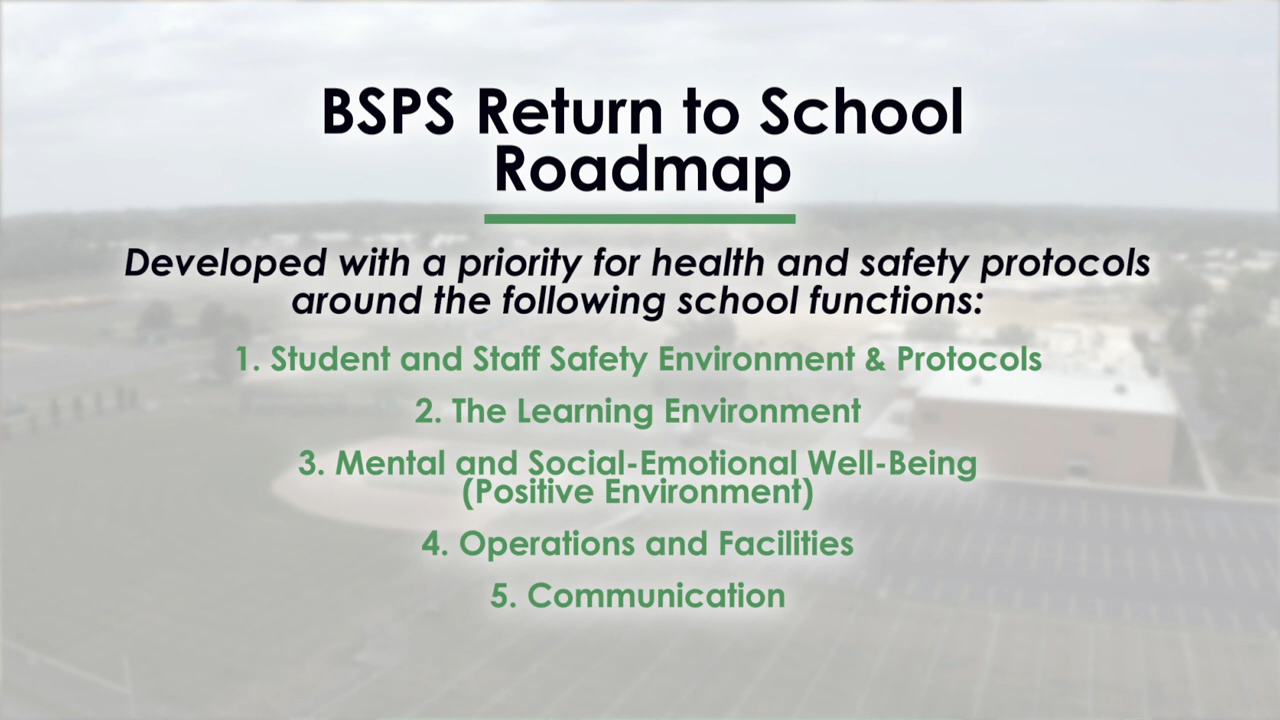 BSPS Return to School
Roadmap
Developed with a priority for health and safety protocols
around the following school functions:
1. Student and Staff Safety Environment & Protocols
2. The Learning Environment
3. Mental and Social-Emotional Well-Being
(Positive Environment)
4. Operations and Facilities
5. Communication